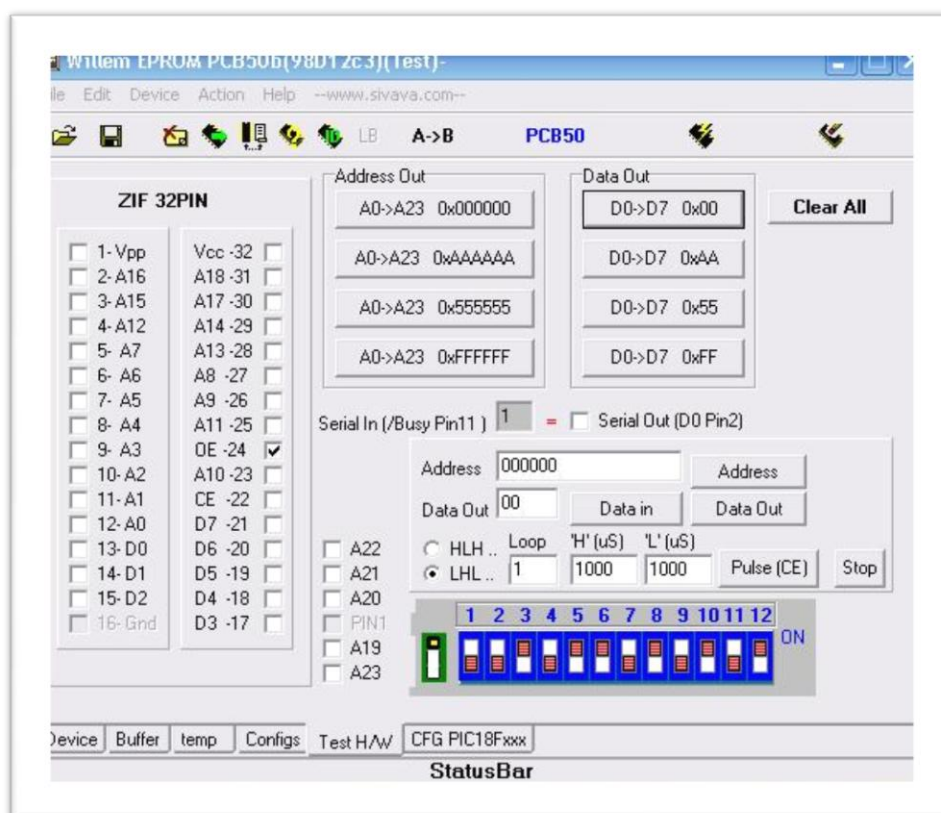 Willem EPROM PCB50b(98D12c3)(Test)-
Edit Device Action Help --www.sivava.com--
LB A->B PCB50
ZIF 32PIN
1- Vpp Vcc -32
2- A16 A18 -31
3- A15 A17 -30
4- A12 A14 -29
5- A7 A13 -28
6- A6 A8 -27
7- A5 A9 -26
8- A4 A11 -25
9- A3 OE -24
10- A2 A10 -23
11- A1 CE -22
12- A0 D7 -21
13- D0 D6 -20
14- D1 D5 -19
15- D2 D4 -18
16- Gnd D3 -17
Address Out
A0->A23 0x000000
A0->A23 0xAAAAAA
A0->A23 0x555555
A0->A23 0xFFFFFF
Data Out
D0->D7 0x00
D0->D7 0xAA
D0->D7 0x55
D0->D7 0xFF
Clear All
Serial In (/Busy Pin11 ) 1 = Serial Out (D0 Pin2)
Address 000000 Address
Data Out 00 Data in Data Out
HLH .. Loop 'H' (uS) 'L' (uS)
LHL .. 1 1000 1000 Pulse (CE) Stop
A22
A21
A20
PIN1
A19
A23
1 2 3 4 5 6 7 8 9 10 11 12
ON
Device Buffer temp Configs Test H/W CFG PIC18Fxxx
StatusBar